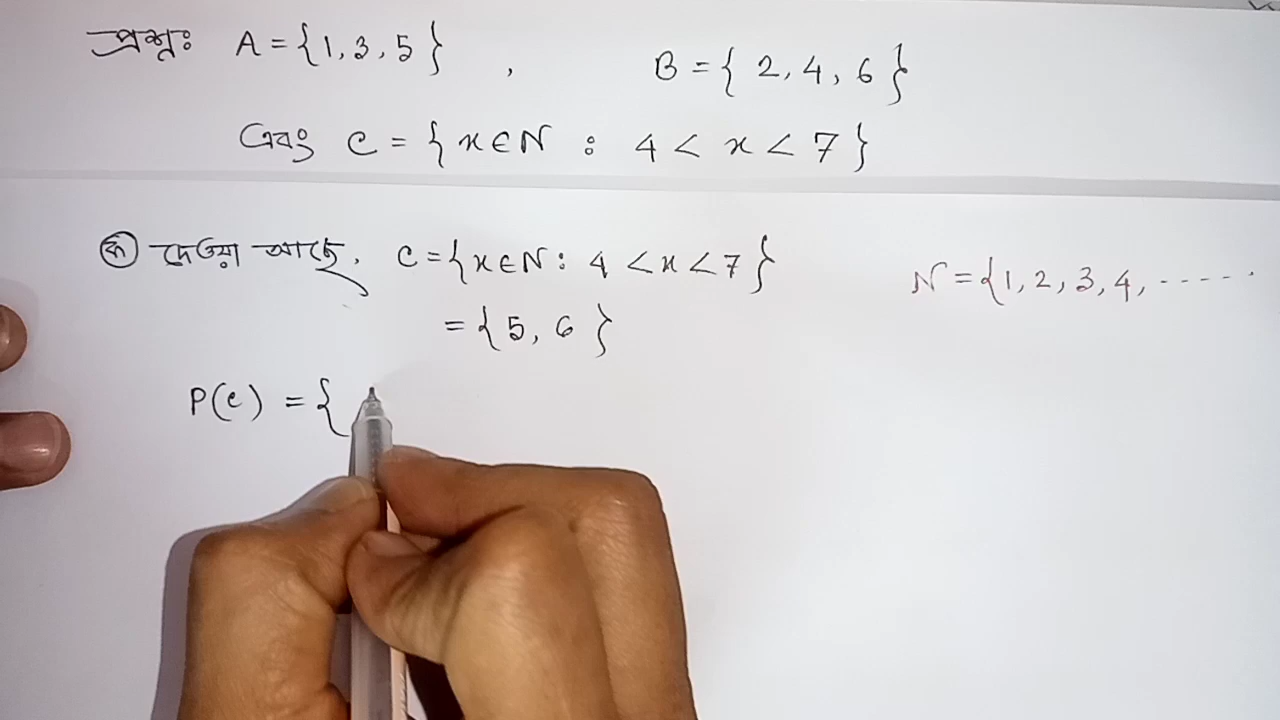 প্রশ্নঃ A = {1, 3, 5} , B = { 2, 4, 6 }
এবং C = { x ∈ N : 4 < x < 7 }
ক দেওয়া আছে, C = { x ∈ N : 4 < x < 7 }
N = {1, 2, 3, 4, -----
= { 5, 6 }
P(C) = {